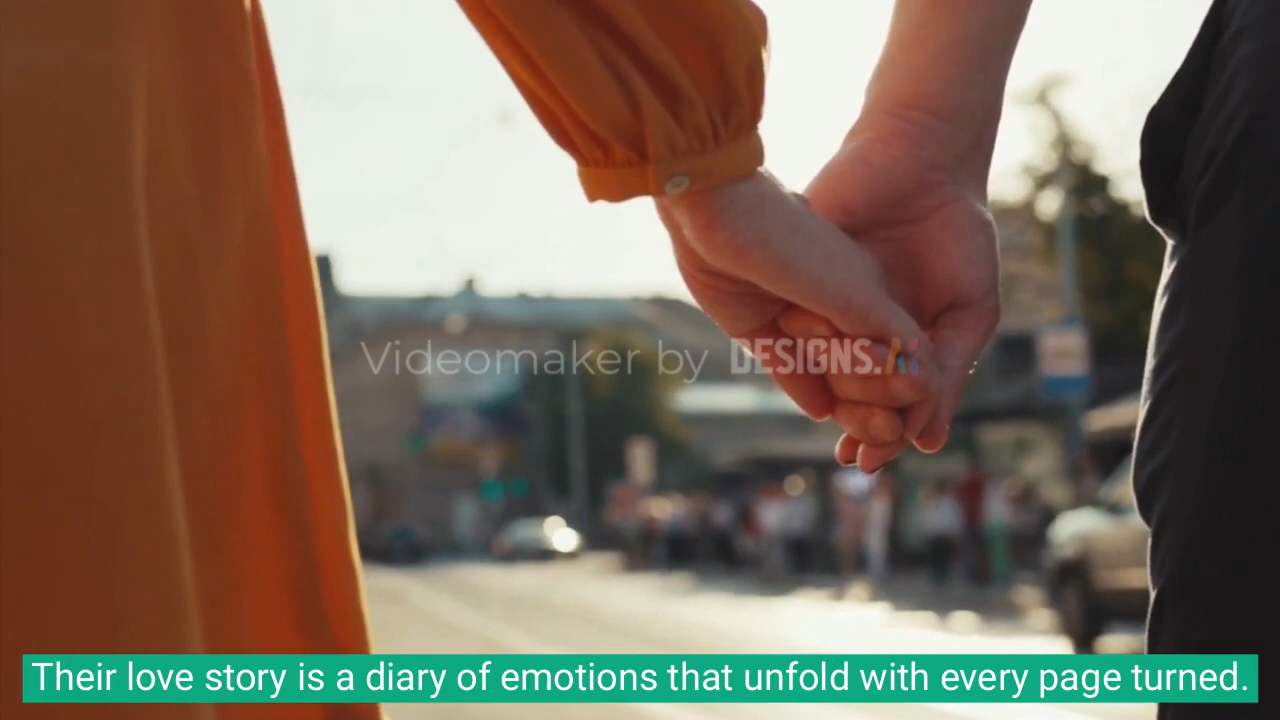 Videomaker by DESIGNS.AI
Their love story is a diary of emotions that unfold with every page turned.